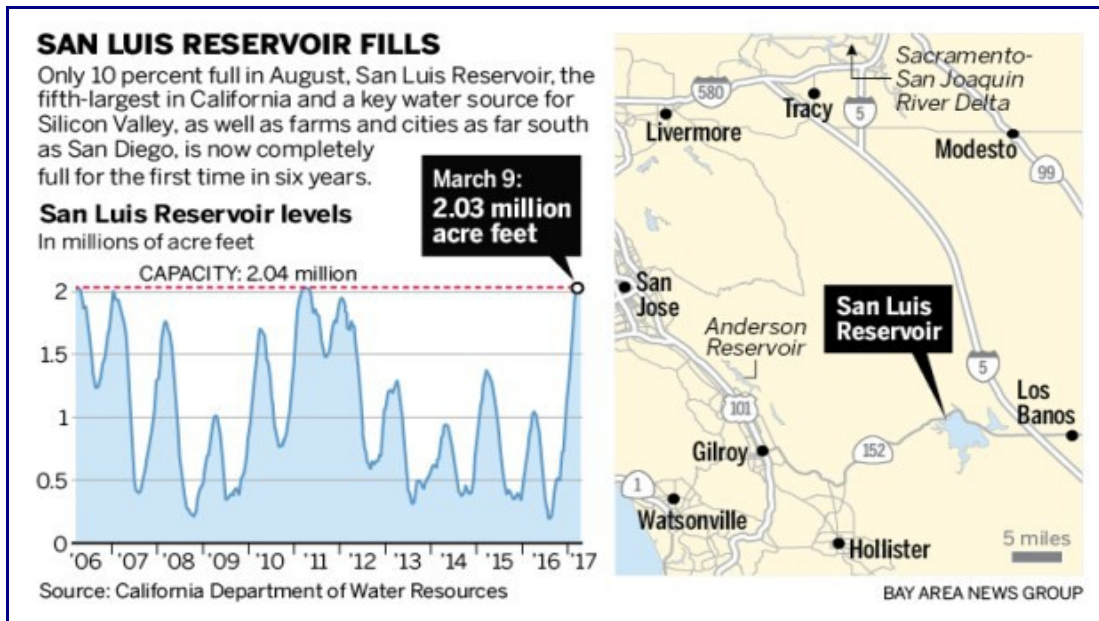 SAN LUIS RESERVOIR FILLS
Only 10 percent full in August, San Luis Reservoir, the
fifth-largest in California and a key water source for
Silicon Valley, as well as farms and cities as far south
as San Diego, is now completely
full for the first time in six years.
March 9:
2.03 million
acre feet
San Luis Reservoir levels
In millions of acre feet
CAPACITY: 2.04 million
2
1.5
1
0.5
0
'06 '07 '08 '09 '10 '11 '12 '13 '14 '15 '16 '17
Source: California Department of Water Resources
Sacramento-
San Joaquin
River Delta
580
Tracy
5
Livermore
Modesto
99
San
Jose
Anderson
Reservoir
San Luis
Reservoir
5
Los
Banos
101
Gilroy
152
1
Watsonville
Hollister
5 miles
BAY AREA NEWS GROUP